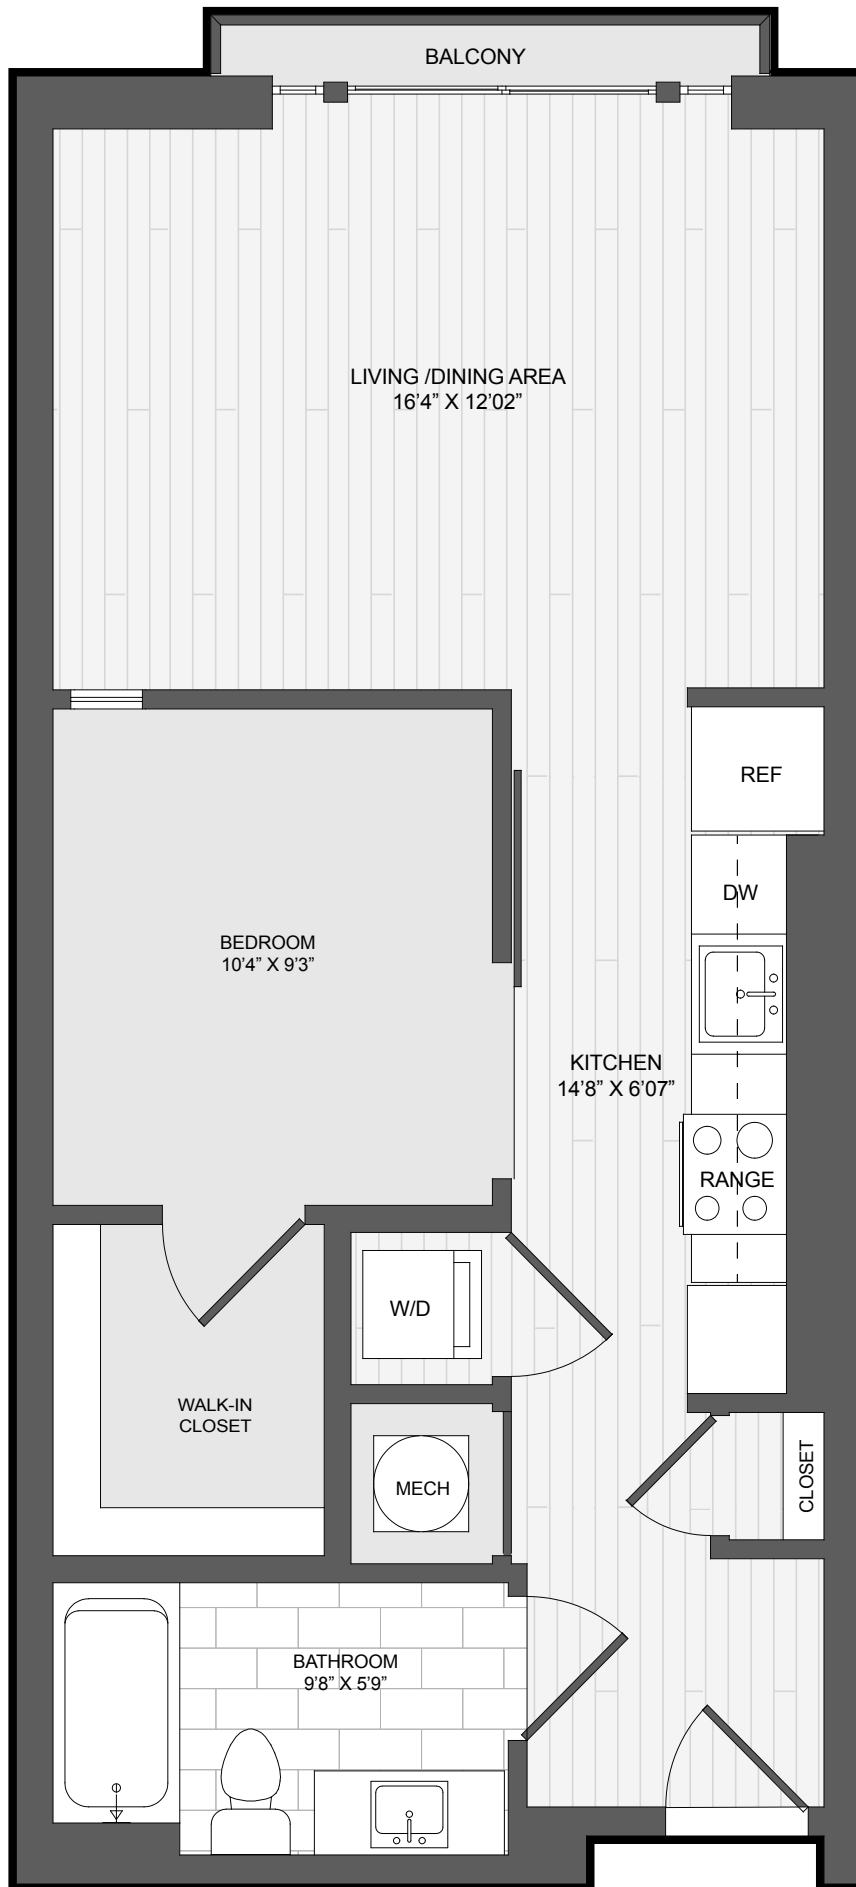 BALCONY
LIVING /DINING AREA
16’4” X 12’02”
REF
DW
BEDROOM
10’4” X 9’3”
KITCHEN
14’8” X 6’07”
RANGE
W/D
WALK-IN
CLOSET
MECH
CLOSET
BATHROOM
9’8” X 5’9”